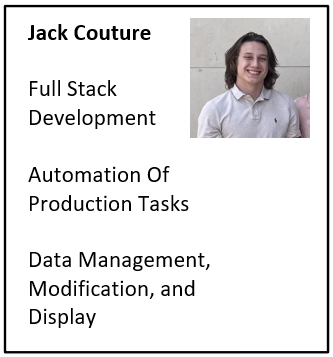 Jack Couture
Full Stack
Development
Automation Of
Production Tasks
Data Management,
Modification, and
Display